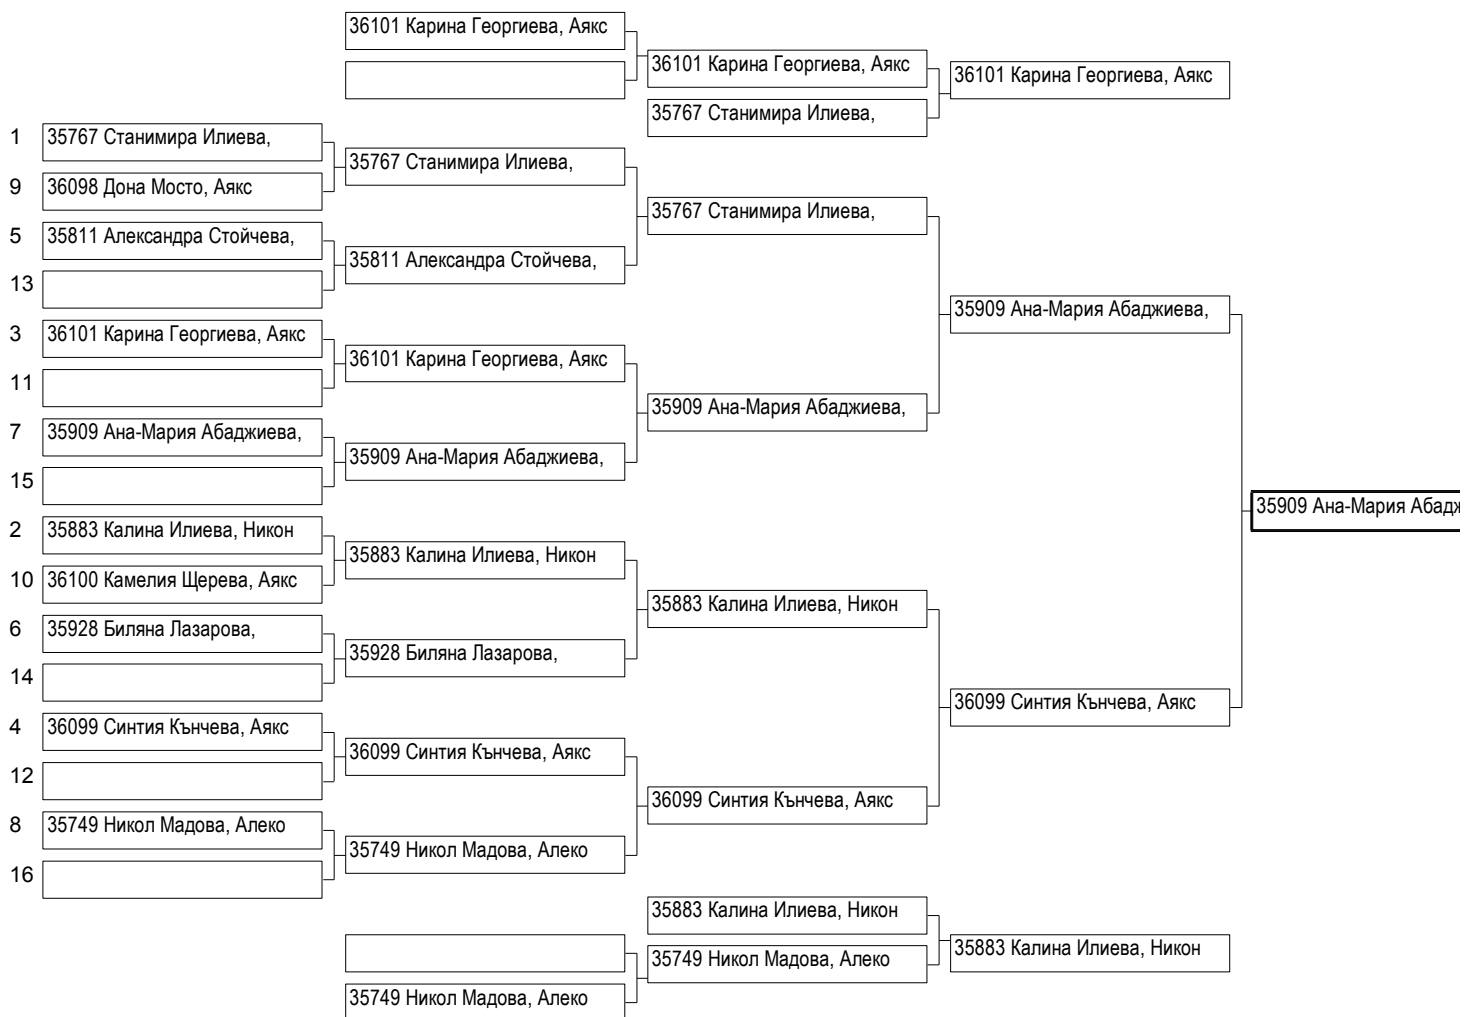 36101 Карина Георгиева, Аякс
36101 Карина Георгиева, Аякс
36101 Карина Георгиева, Аякс
35767 Станимира Илиева,
1 35767 Станимира Илиева,
35767 Станимира Илиева,
9 36098 Дона Мосто, Аякс
35767 Станимира Илиева,
5 35811 Александра Стойчева,
35811 Александра Стойчева,
13
35909 Ана-Мария Абаджиева,
3 36101 Карина Георгиева, Аякс
36101 Карина Георгиева, Аякс
11
35909 Ана-Мария Абаджиева,
7 35909 Ана-Мария Абаджиева,
35909 Ана-Мария Абаджиева,
15
35909 Ана-Мария
2 35883 Калина Илиева, Никон
35883 Калина Илиева, Никон
10 36100 Камелия Щерева, Аякс
35883 Калина Илиева, Никон
6 35928 Биляна Лазарова,
35928 Биляна Лазарова,
14
36099 Синтия Кънчева, Аякс
4 36099 Синтия Кънчева, Аякс
36099 Синтия Кънчева, Аякс
12
36099 Синтия Кънчева, Аякс
8 35749 Никол Мадова, Алеко
35749 Никол Мадова, Алеко
16
35883 Калина Илиева, Никон
35883 Калина Илиева, Никон
35749 Никол Мадова, Алеко
35749 Никол Мадова, Алеко